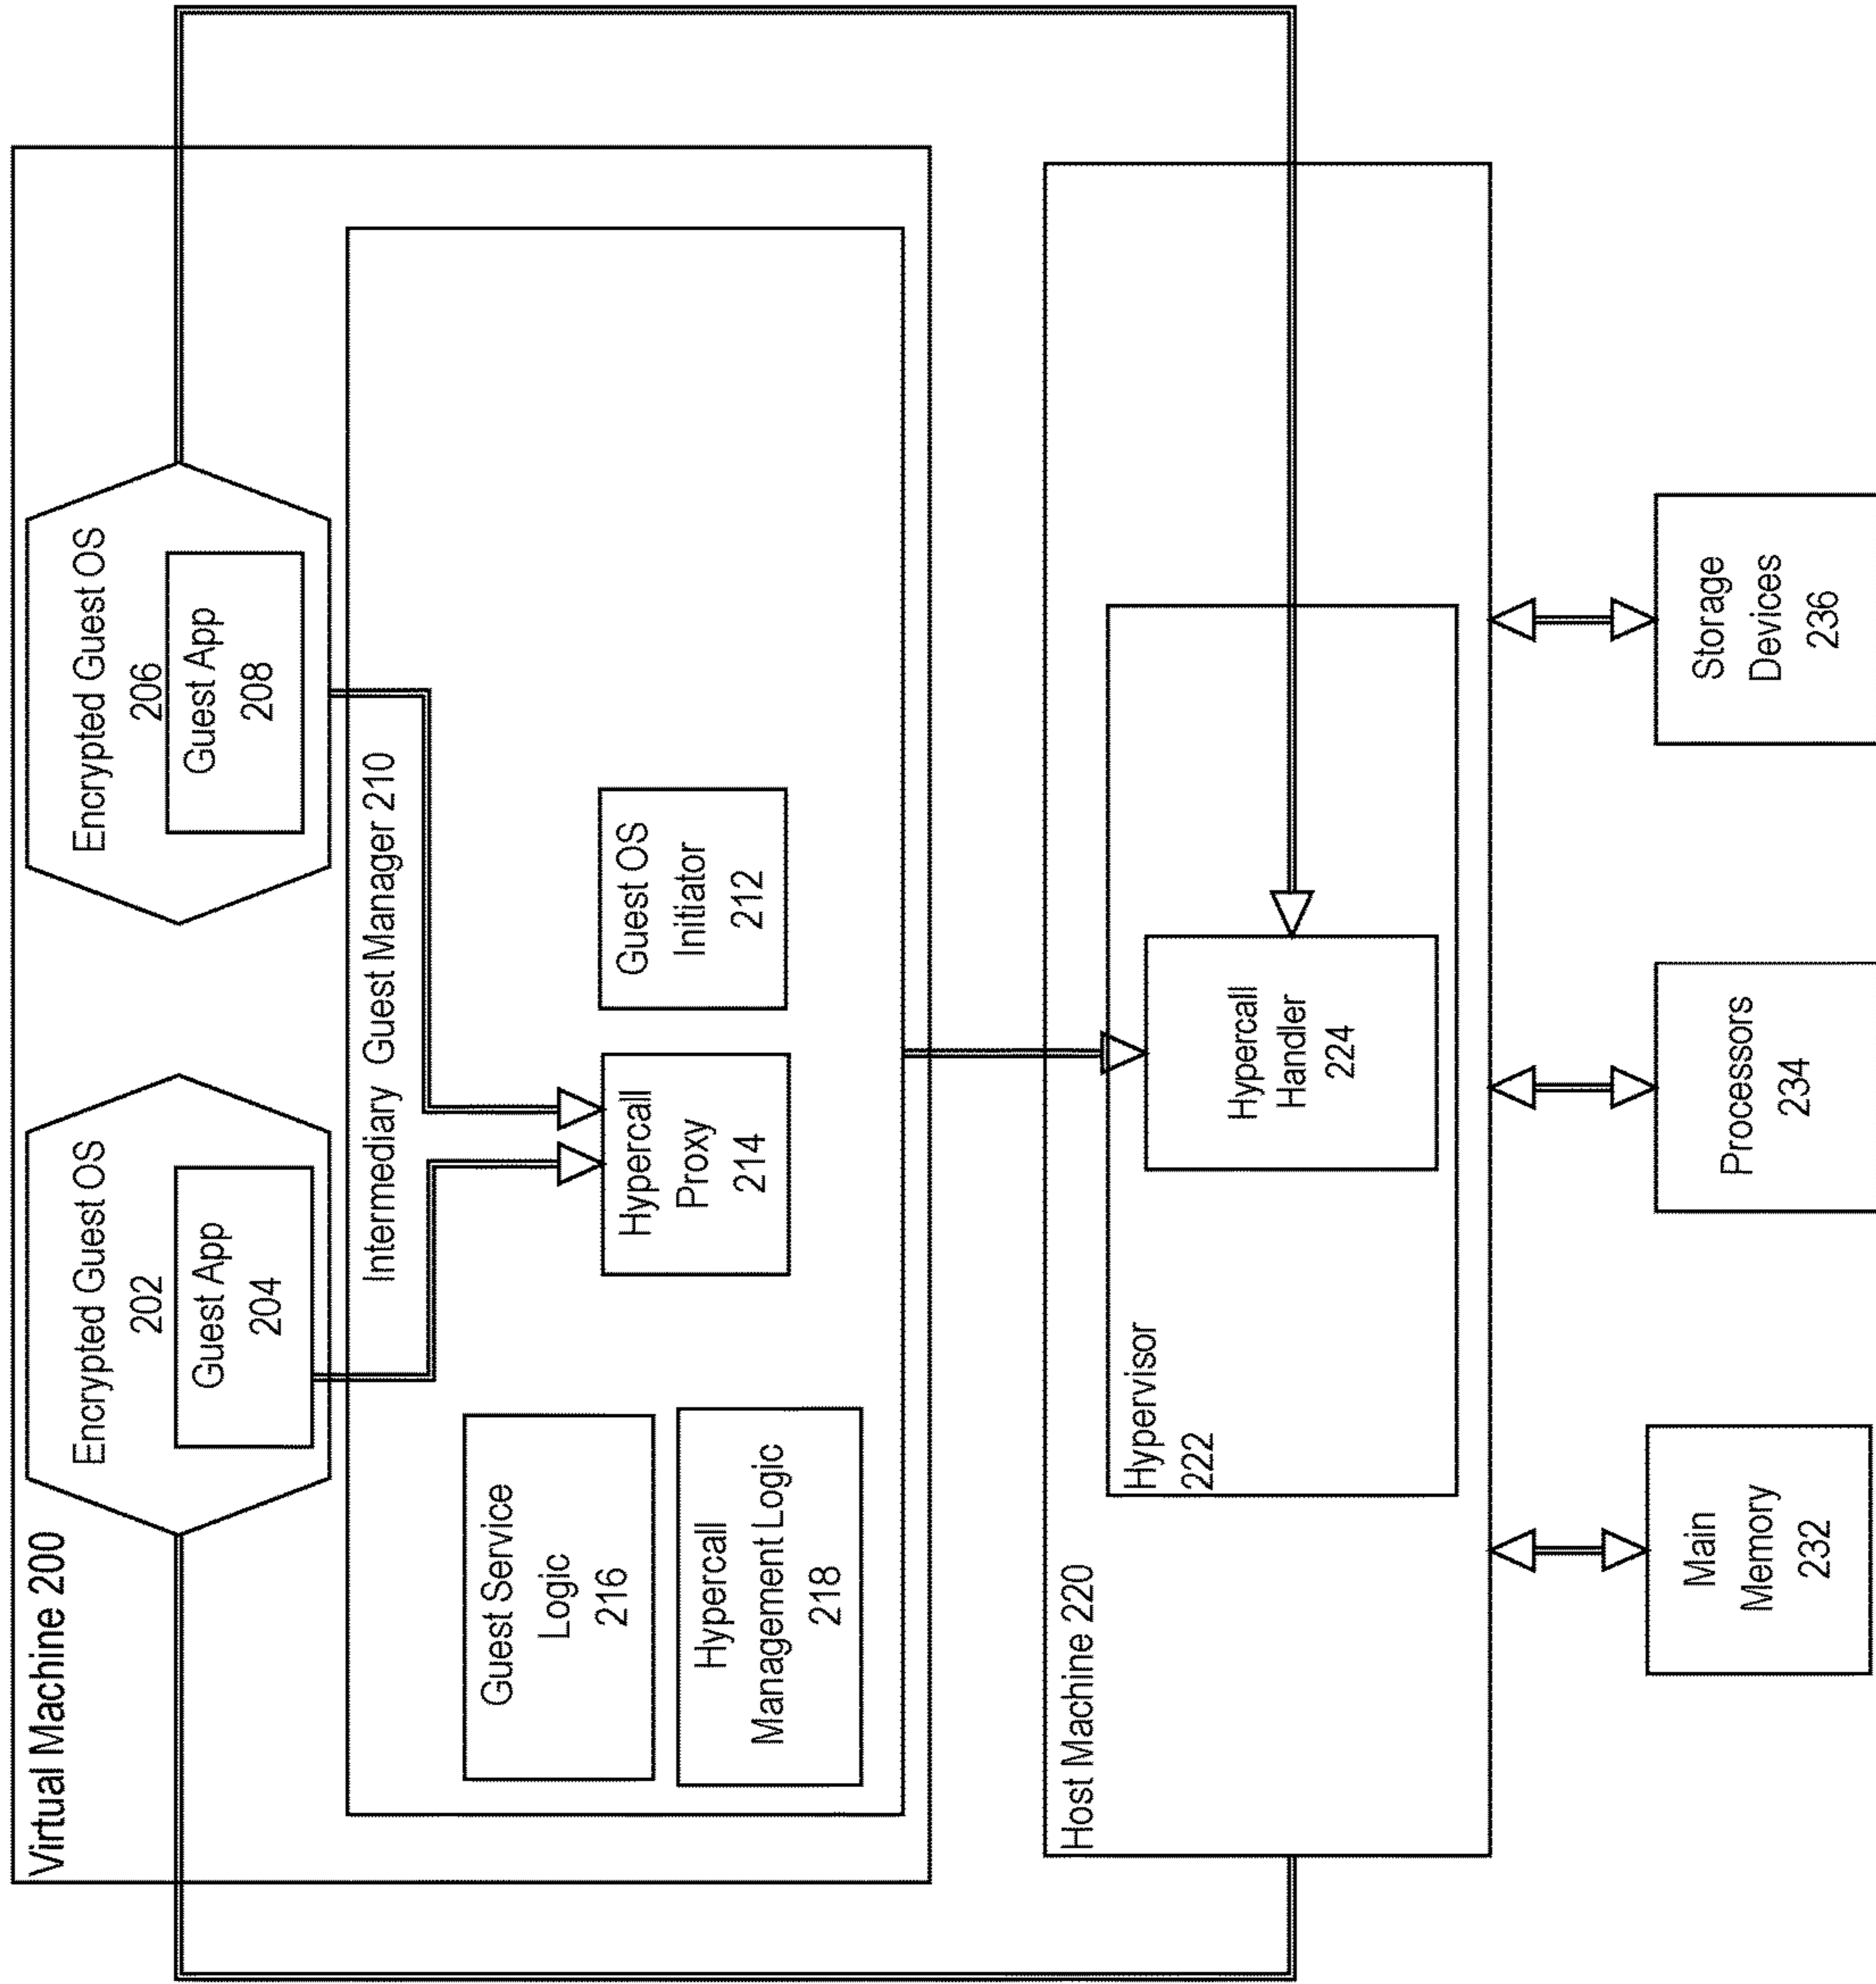 Virtual Machine 200
Encrypted Guest OS
202
Guest App
204
Encrypted Guest OS
206
Guest App
208
Intermediary Guest Manager 210
Guest Service
Logic
216
Hypercall
Management Logic
218
Hypercall
Proxy
214
Guest OS
Initiator
212
Host Machine 220
Hypervisor
222
Hypercall
Handler
224
Main
Memory
232
Processors
234
Storage
Devices
236